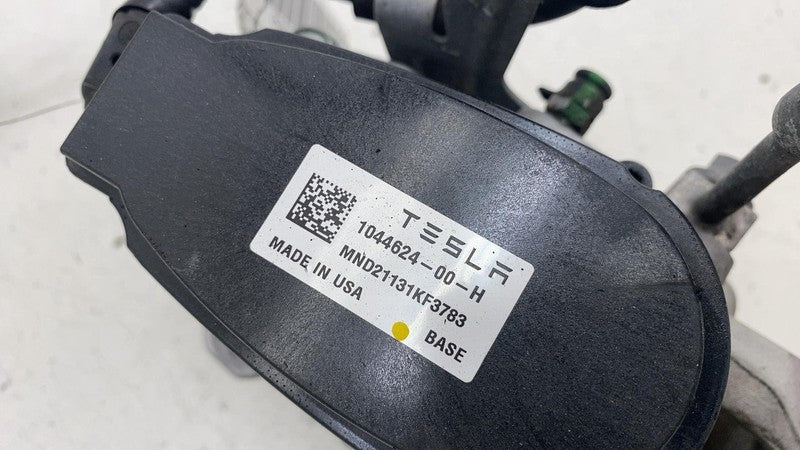 TESLA
1044624-00-H
MND21131KF3783
MADE IN USA
BASE